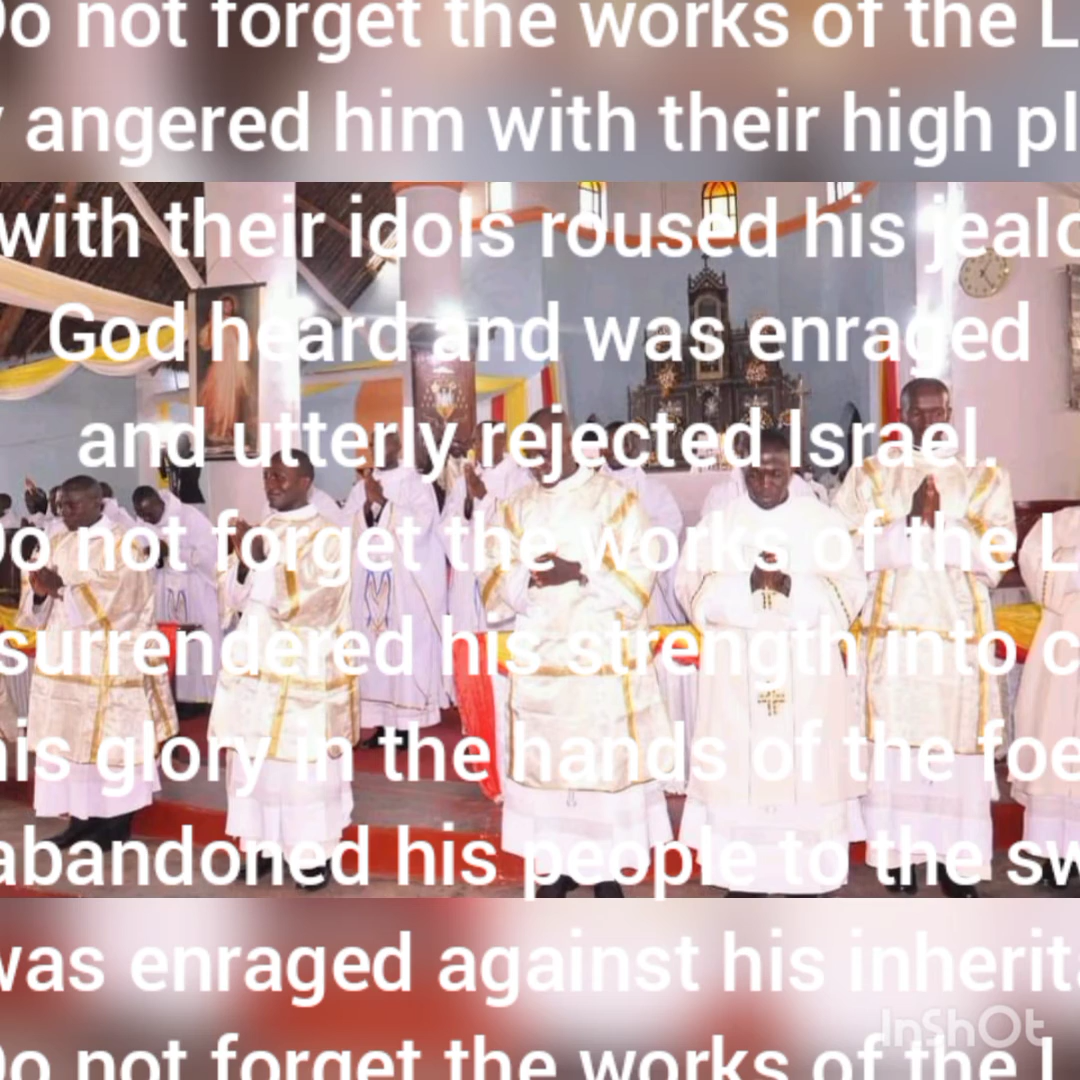 Do not forget the works of the L
y angered him with their high pl
with their idols roused his jealo
God heard and was enraged
and utterly rejected Israel.
Do not forget the works of the L
surrendered his strength into c
his glory in the hands of the foe
abandoned his people to the sw
was enraged against his inherita
InShOt
Do not forget the works of the L